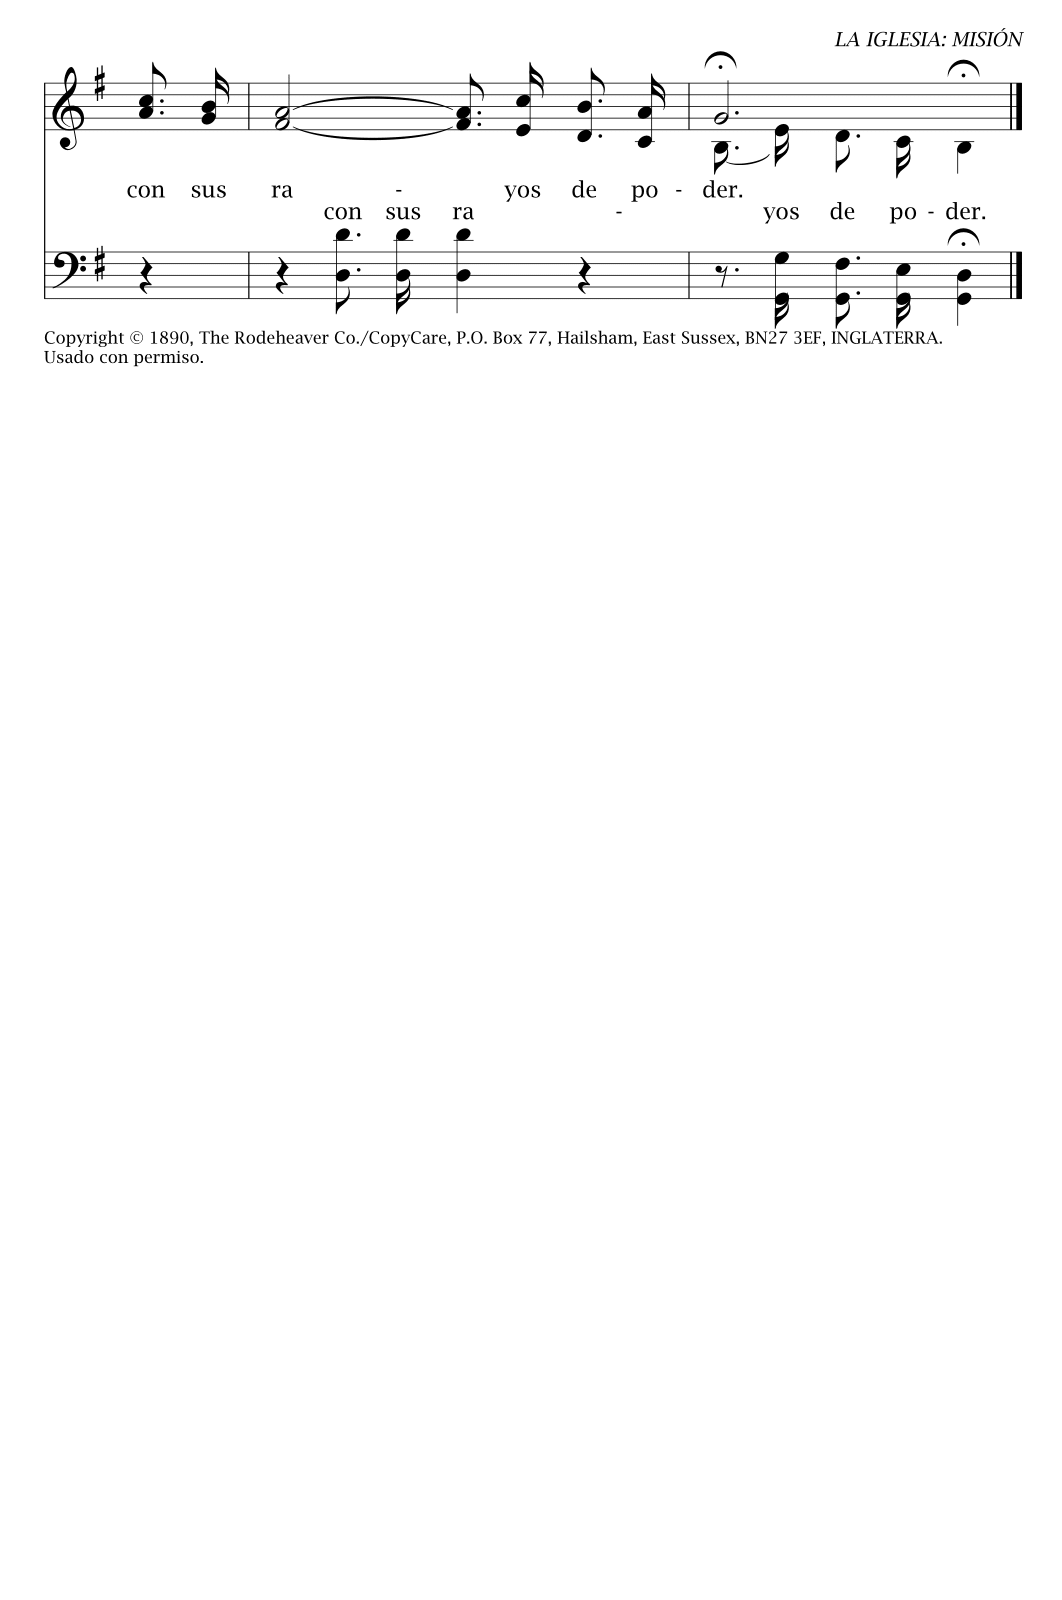 LA IGLESIA: MISIÓN
con sus ra - yos de po - der.
con sus ra - yos de po - der.
Copyright © 1890, The Rodeheaver Co./CopyCare, P.O. Box 77, Hailsham, East Sussex, BN27 3EF, INGLATERRA.
Usado con permiso.